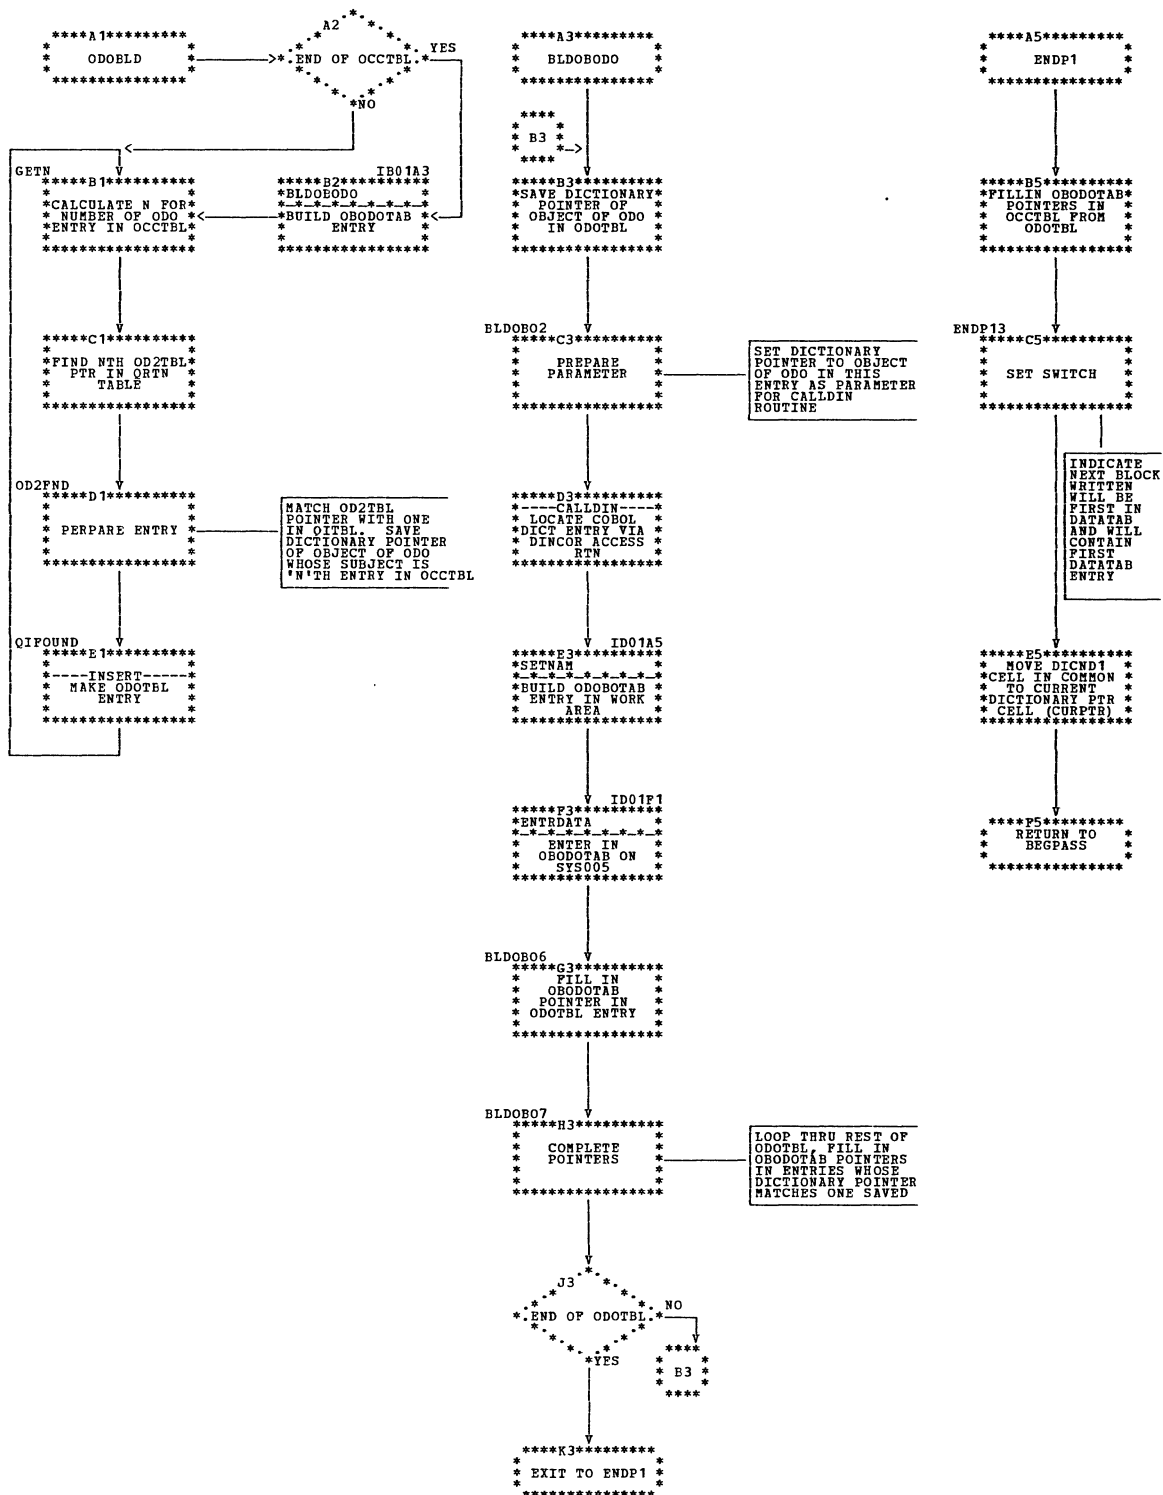 A1
ODOBLD
A2
END OF OCCTBL
YES
NO
GETN
B1
CALCULATE N FOR
NUMBER OF ODO
ENTRY IN OCCTBL
IB01A3
B2
BLDOBODO
BUILD OBODOTAB
ENTRY
C1
FIND NTH OD2TBL
PTR IN QRTN
TABLE
OD2FND
D1
PERPARE ENTRY
MATCH OD2TBL
POINTER WITH ONE
IN QITBL. SAVE
DICTIONARY POINTER
OF OBJECT OF ODO
WHOSE SUBJECT IS
'N'TH ENTRY IN OCCTBL
QIFOUND
E1
----INSERT-----
MAKE ODOTBL
ENTRY
A3
BLDOBODO
B3
B3
SAVE DICTIONARY
POINTER OF
OBJECT OF ODO
IN ODOTBL
BLDOBO2
C3
PREPARE
PARAMETER
SET DICTIONARY
POINTER TO OBJECT
OF ODO IN THIS
ENTRY AS PARAMETER
FOR CALLDIN
ROUTINE
D3
----CALLDIN----
LOCATE COBOL
DICT ENTRY VIA
DINCOR ACCESS
RTN
ID01A5
E3
SETNAM
BUILD ODOBOTAB
ENTRY IN WORK
AREA
ID01F1
F3
ENTRDATA
ENTER IN
OBODOTAB ON
SYS005
BLDOBO6
G3
FILL IN
OBODOTAB
POINTER IN
ODOTBL ENTRY
BLDOBO7
H3
COMPLETE
POINTERS
LOOP THRU REST OF
ODOTBL, FILL IN
OBODOTAB POINTERS
IN ENTRIES WHOSE
DICTIONARY POINTER
MATCHES ONE SAVED
J3
END OF ODOTBL
NO
YES
B3
K3
EXIT TO ENDP1
A5
ENDP1
B5
FILLIN OBODOTAB
POINTERS IN
OCCTBL FROM
ODOTBL
ENDP13
C5
SET SWITCH
INDICATE
NEXT BLOCK
WRITTEN
WILL BE
FIRST IN
DATATAB
AND WILL
CONTAIN
FIRST
DATATAB
ENTRY
E5
MOVE DICND1
CELL IN COMMON
TO CURRENT
DICTIONARY PTR
CELL (CURPTR)
F5
RETURN TO
BEGPASS